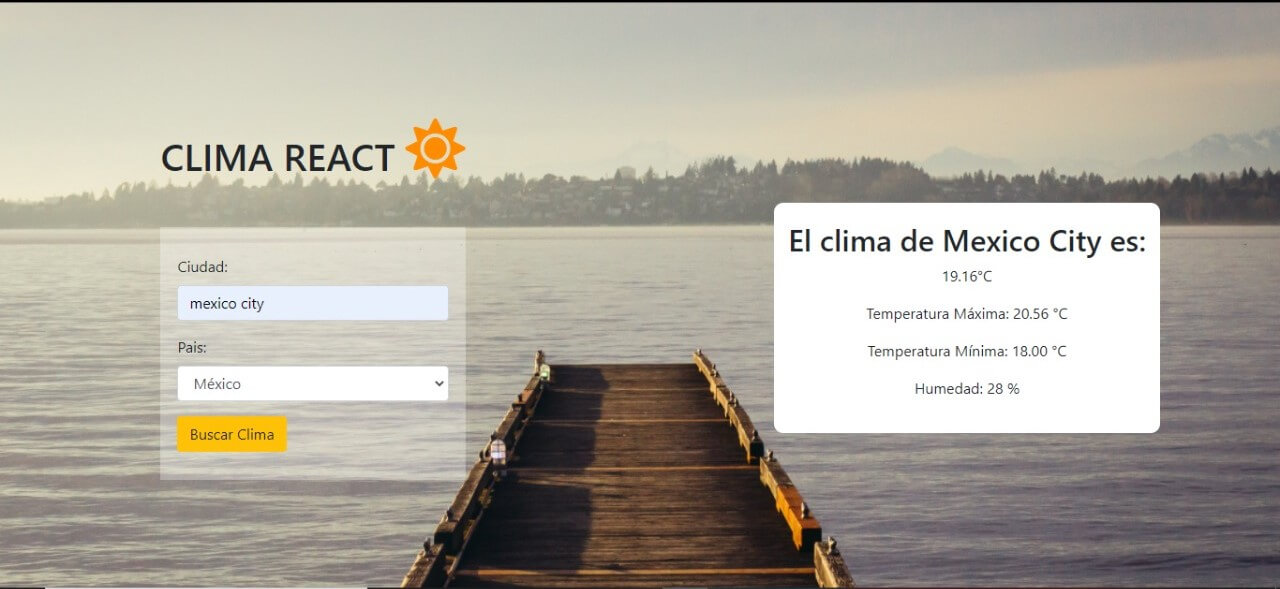 CLIMA REACT
Ciudad:
mexico city
Pais:
México
Buscar Clima
El clima de Mexico City es:
19.16°C
Temperatura Máxima: 20.56 °C
Temperatura Mínima: 18.00 °C
Humedad: 28 %